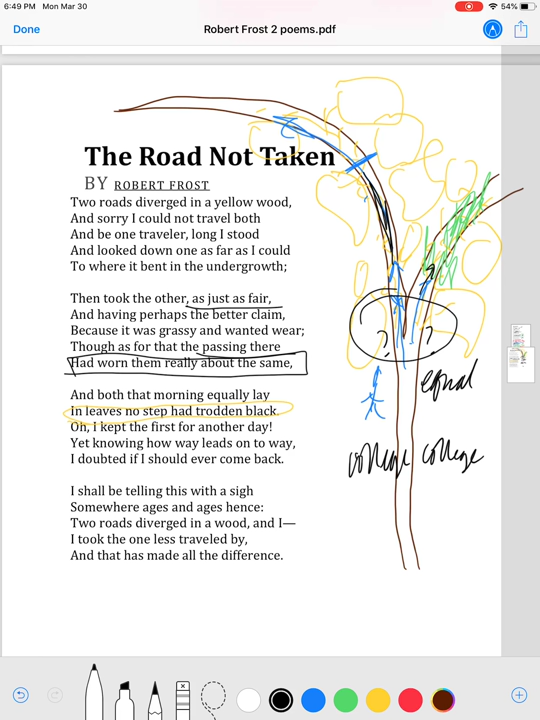 6:49 PM Mon Mar 30
54%
Done
Robert Frost 2 poems.pdf
The Road Not Taken
BY ROBERT FROST
Two roads diverged in a yellow wood,
And sorry I could not travel both
And be one traveler, long I stood
And looked down one as far as I could
To where it bent in the undergrowth;
Then took the other, as just as fair,
And having perhaps the better claim,
Because it was grassy and wanted wear;
Though as for that the passing there
Had worn them really about the same,
And both that morning equally lay
In leaves no step had trodden black.
Oh, I kept the first for another day!
Yet knowing how way leads on to way,
I doubted if I should ever come back.
I shall be telling this with a sigh
Somewhere ages and ages hence:
Two roads diverged in a wood, and I—
I took the one less traveled by,
And that has made all the difference.
? ?
equal
college college